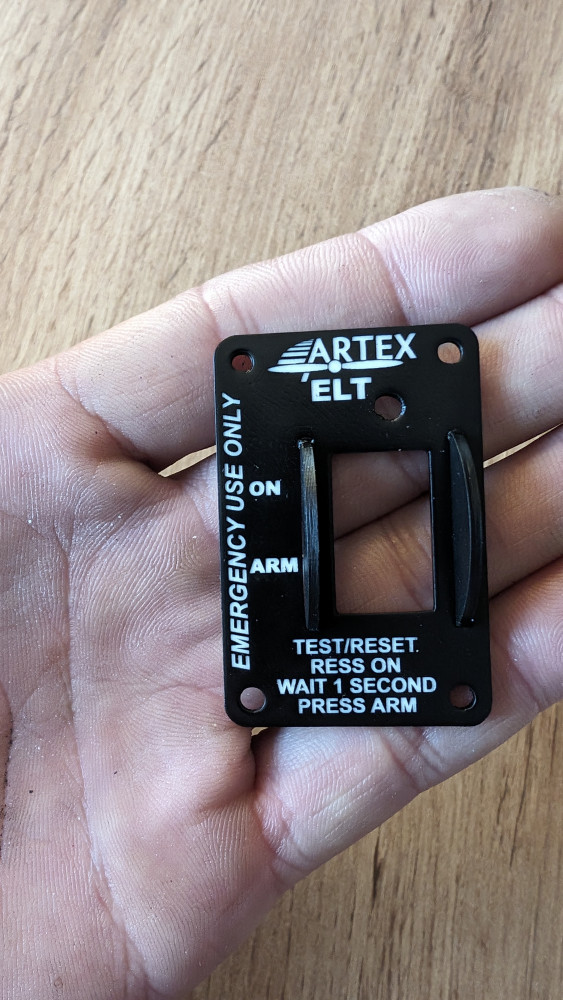 ARTEX
ELT
EMERGENCY USE ONLY
ON
ARM
TEST/RESET
RESS ON
WAIT 1 SECOND
PRESS ARM